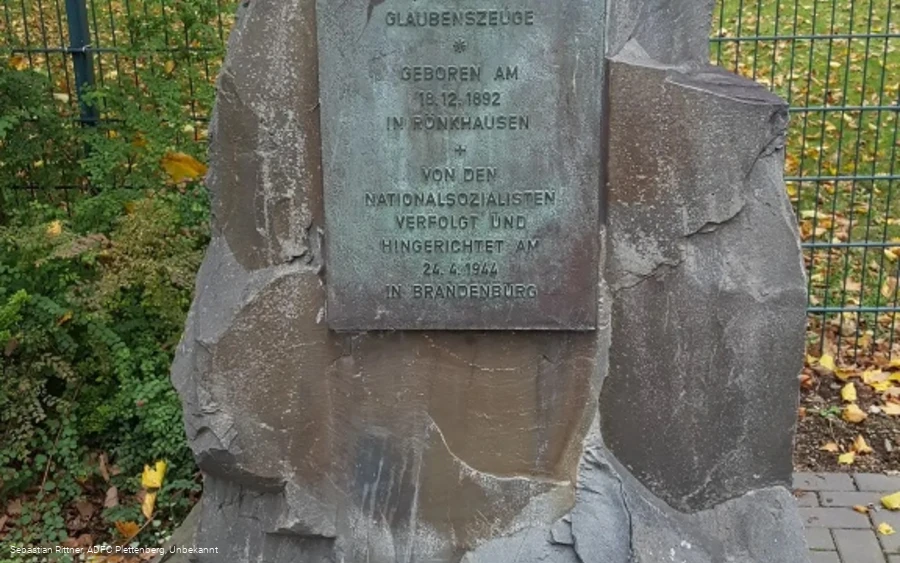 GLAUBENSZEUGE
*
GEBOREN AM
18.12.1892
IN RÖNKHAUSEN
+
VON DEN
NATIONALSOZIALISTEN
VERFOLGT UND
HINGERICHTET AM
24.4.1944
IN BRANDENBURG
Sebastian Rittner, ADFC Plettenberg, Unbekannt